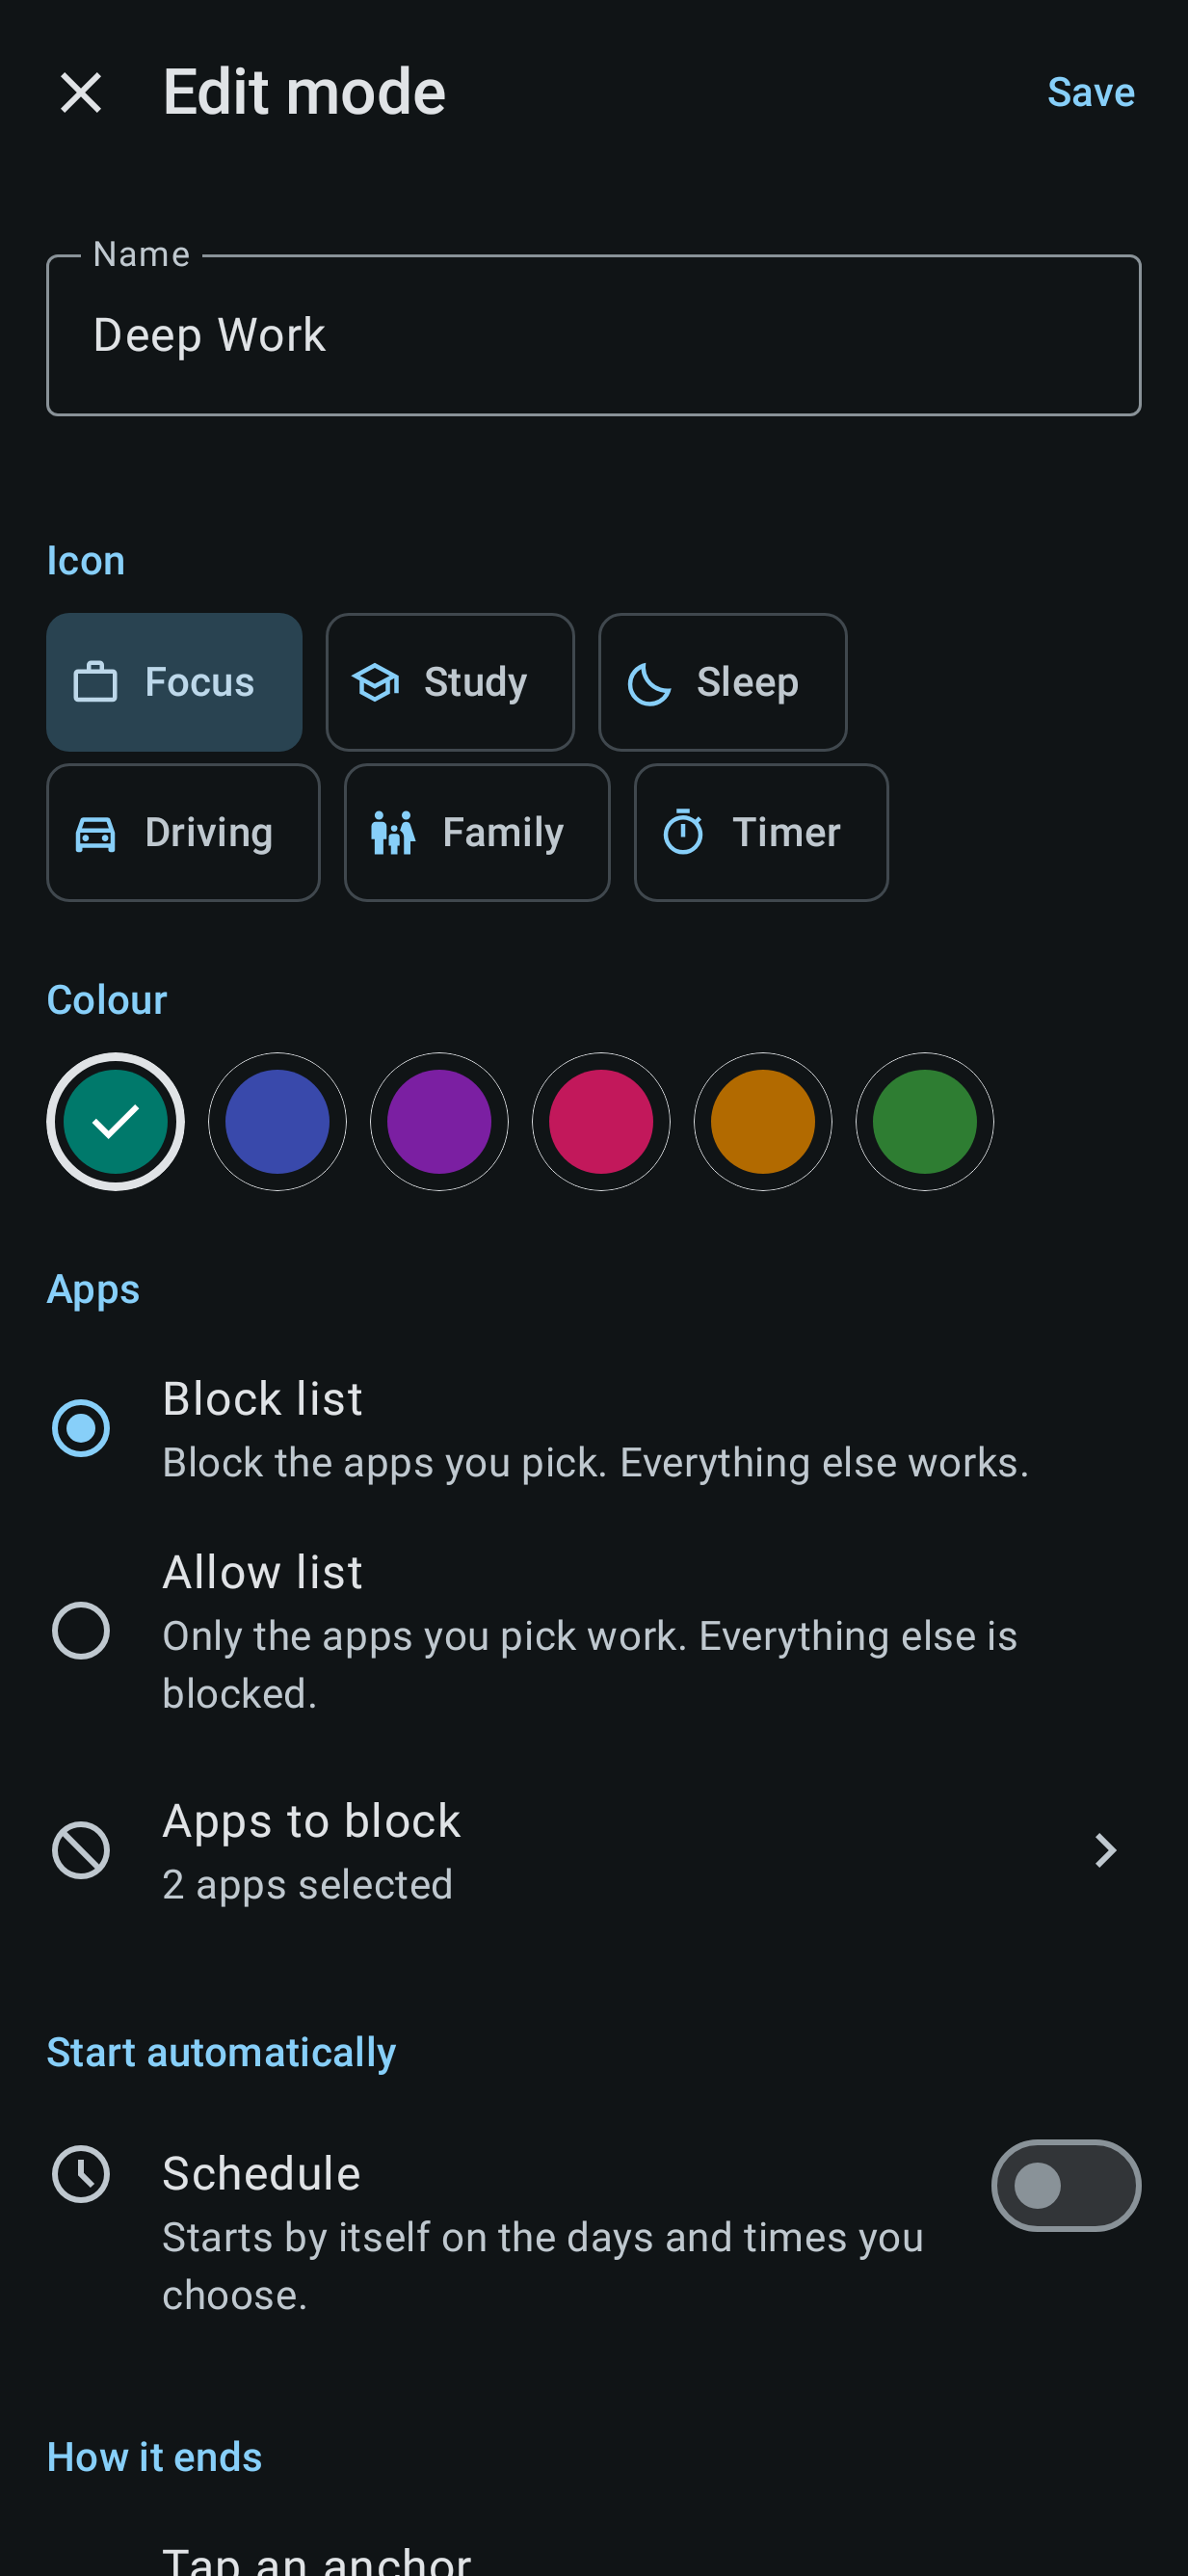 Edit mode
Save
Name
Deep Work
Icon
Focus
Study
Sleep
Driving
Family
Timer
Colour
Apps
Block list
Block the apps you pick. Everything else works.
Allow list
Only the apps you pick work. Everything else is
blocked.
Apps to block
2 apps selected
Start automatically
Schedule
Starts by itself on the days and times you
choose.
How it ends
Tap an anchor